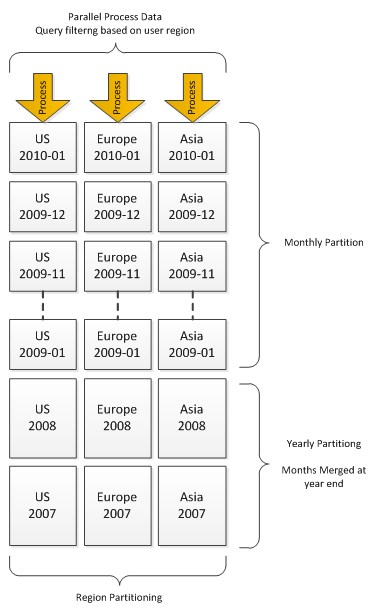 Parallel Process Data
Query filterng based on user region
Process Process Process
US Europe Asia
2010-01 2010-01 2010-01
US Europe Asia
2009-12 2009-12 2009-12
US Europe Asia
2009-11 2009-11 2009-11
Monthly Partition
US Europe Asia
2009-01 2009-01 2009-01
US Europe Asia
2008 2008 2008
Yearly Partitiong
Months Merged at
year end
US Europe Asia
2007 2007 2007
Region Partitioning